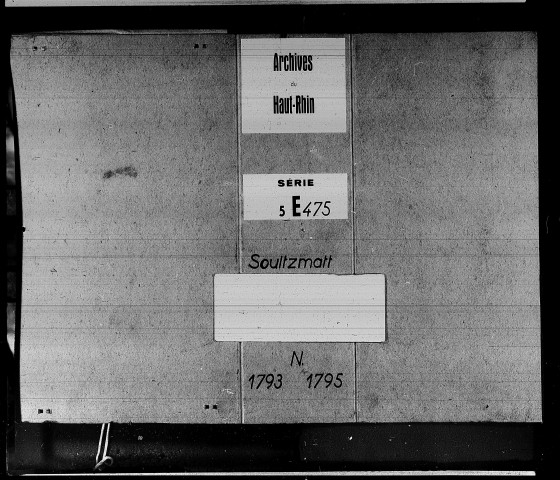 Archives
du
Haut-Rhin
SÉRIE
5 E 475
Soultzmatt
N.
1793 1795